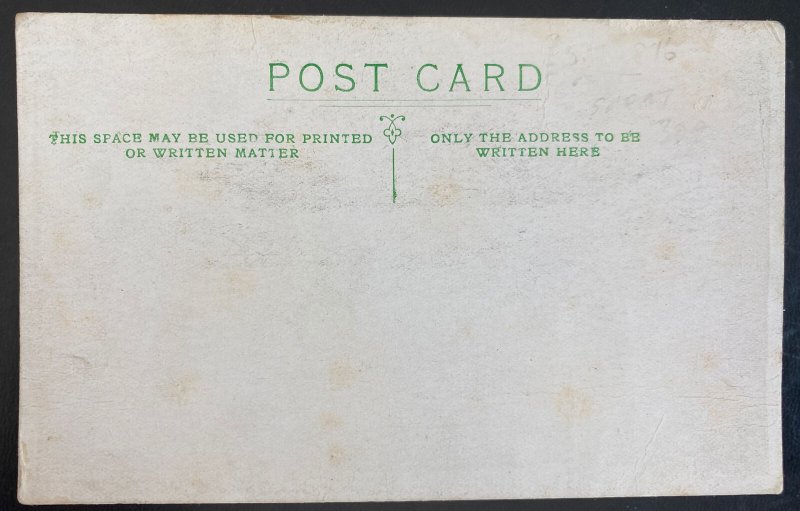 POST CARD
THIS SPACE MAY BE USED FOR PRINTED
OR WRITTEN MATTER
ONLY THE ADDRESS TO BE
WRITTEN HERE